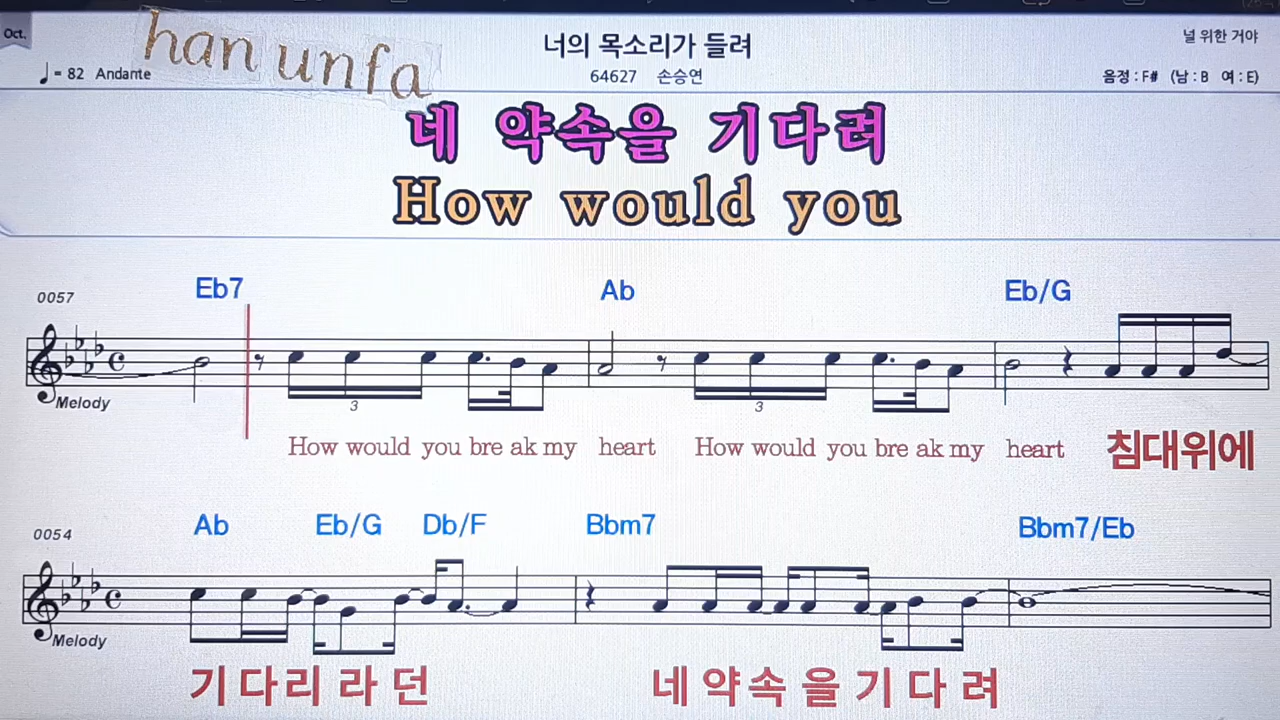 Oct.
han unfa
너의 목소리가 들려
널 위한 거야
♩= 82 Andante
64627 손승연
음정 : F# (남 : B 여 : E)
네 약속을 기다려
How would you
0057
Eb7 Ab Eb/G
3 3
Melody
How would you bre ak my heart How would you bre ak my heart 침대위에
0054
Ab Eb/G Db/F Bbm7 Bbm7/Eb
Melody
기 다 리 라 던 네 약 속 을 기 다 려